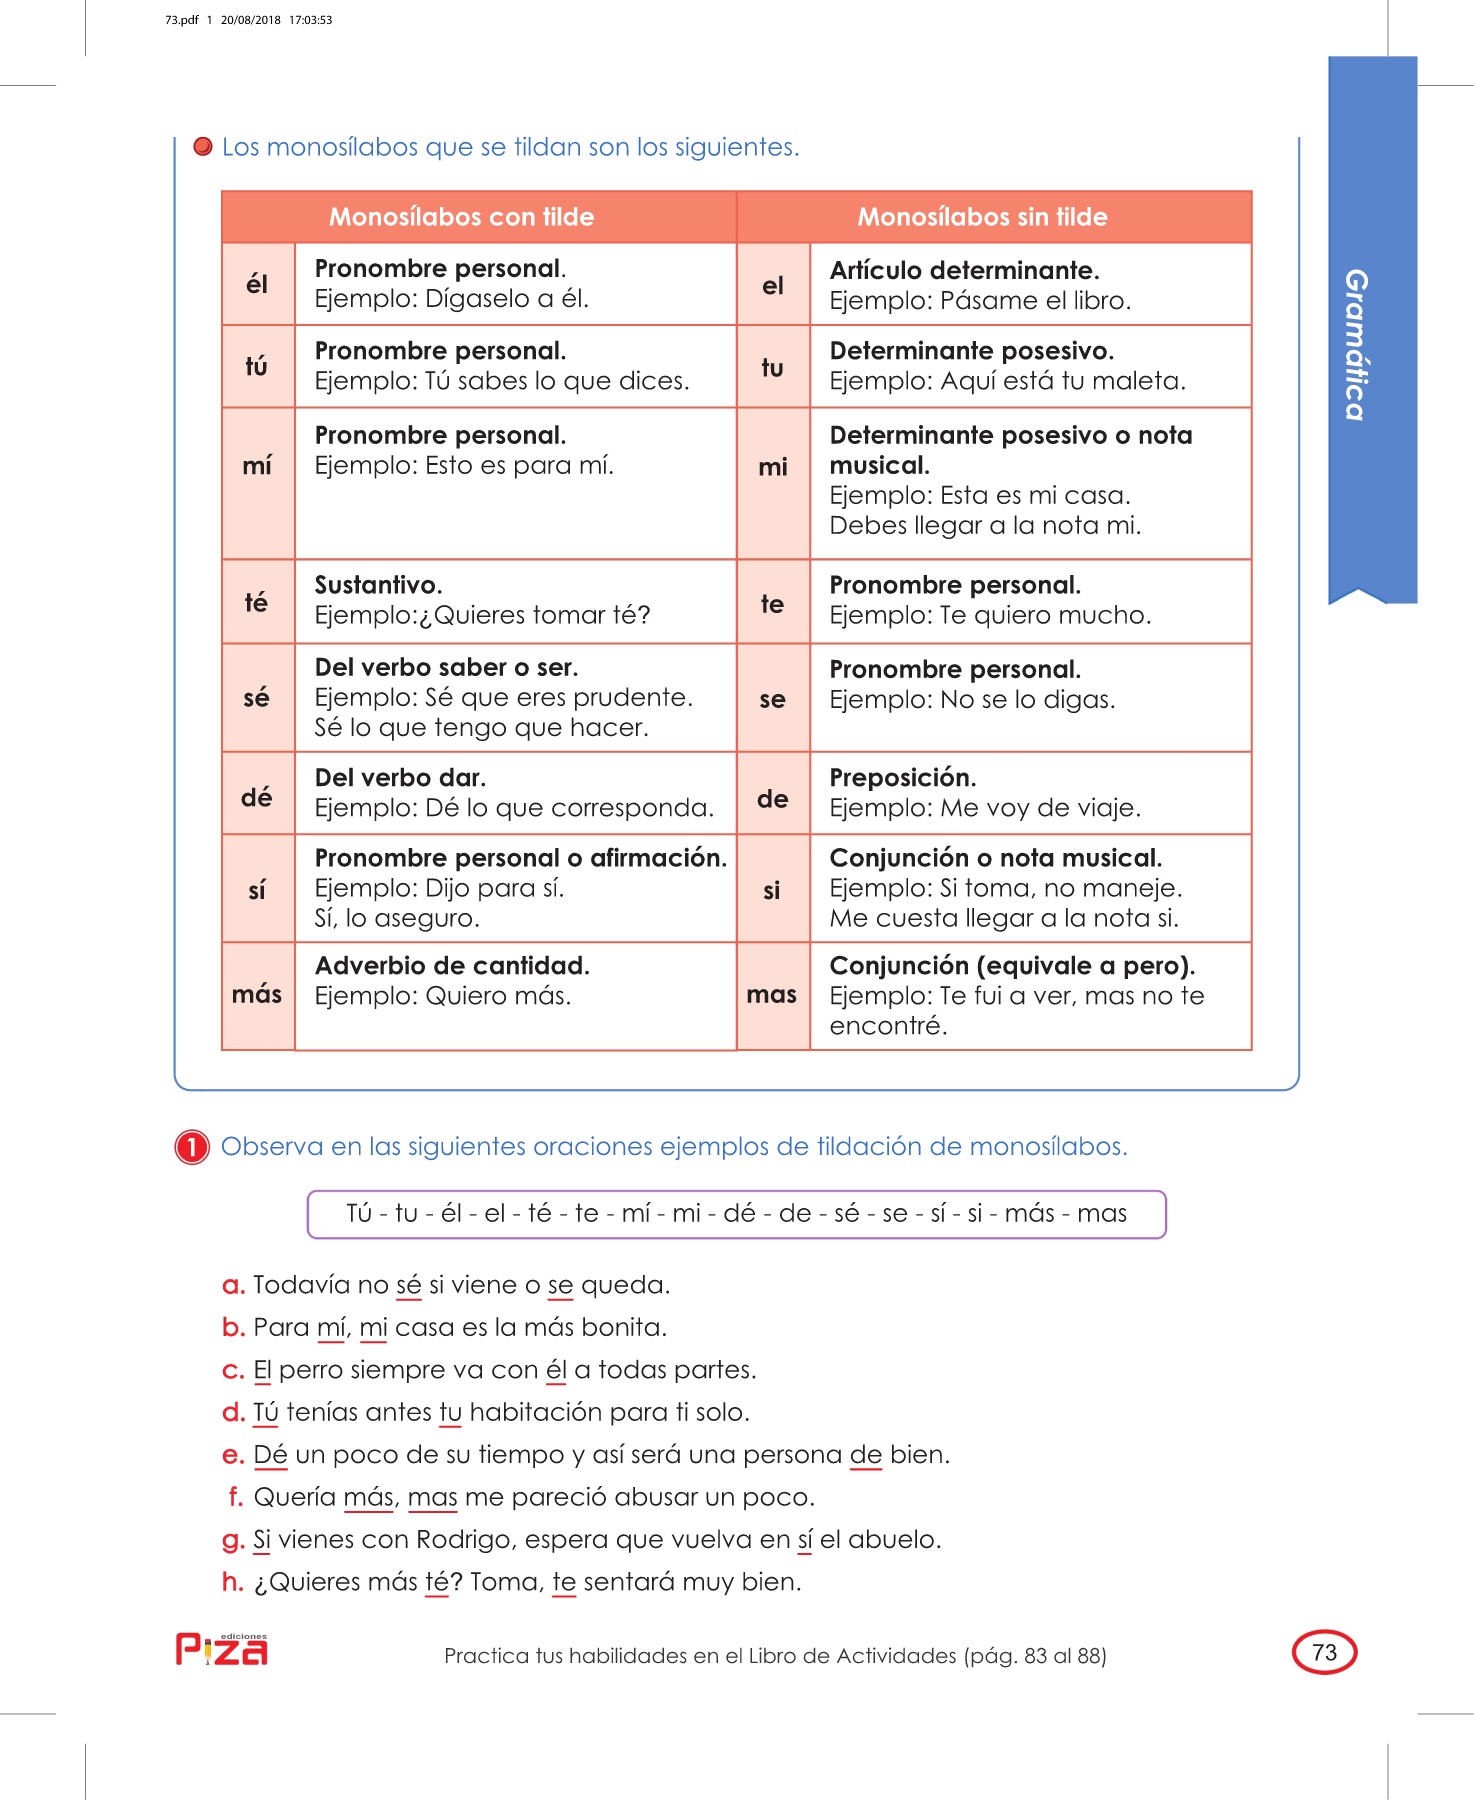 73.pdf 1 20/08/2018 17:03:53
Los monosílabos que se tildan son los siguientes.
Monosílabos con tilde
Monosílabos sin tilde
él
Pronombre personal.
Ejemplo: Dígaselo a él.
el
Artículo determinante.
Ejemplo: Pásame el libro.
tú
Pronombre personal.
Ejemplo: Tú sabes lo que dices.
tu
Determinante posesivo.
Ejemplo: Aquí está tu maleta.
mí
Pronombre personal.
Ejemplo: Esto es para mí.
mi
Determinante posesivo o nota
musical.
Ejemplo: Esta es mi casa.
Debes llegar a la nota mi.
té
Sustantivo.
Ejemplo:¿Quieres tomar té?
te
Pronombre personal.
Ejemplo: Te quiero mucho.
sé
Del verbo saber o ser.
Ejemplo: Sé que eres prudente.
Sé lo que tengo que hacer.
se
Pronombre personal.
Ejemplo: No se lo digas.
dé
Del verbo dar.
Ejemplo: Dé lo que corresponda.
de
Preposición.
Ejemplo: Me voy de viaje.
sí
Pronombre personal o afirmación.
Ejemplo: Dijo para sí.
Sí, lo aseguro.
si
Conjunción o nota musical.
Ejemplo: Si toma, no maneje.
Me cuesta llegar a la nota si.
más
Adverbio de cantidad.
Ejemplo: Quiero más.
mas
Conjunción (equivale a pero).
Ejemplo: Te fui a ver, mas no te
encontré.
Gramática
1 Observa en las siguientes oraciones ejemplos de tildación de monosílabos.
Tú - tu - él - el - té - te - mí - mi - dé - de - sé - se - sí - si - más - mas
a. Todavía no sé si viene o se queda.
b. Para mí, mi casa es la más bonita.
c. El perro siempre va con él a todas partes.
d. Tú tenías antes tu habitación para ti solo.
e. Dé un poco de su tiempo y así será una persona de bien.
f. Quería más, mas me pareció abusar un poco.
g. Si vienes con Rodrigo, espera que vuelva en sí el abuelo.
h. ¿Quieres más té? Toma, te sentará muy bien.
ediciones
Piza
Practica tus habilidades en el Libro de Actividades (pág. 83 al 88)
73